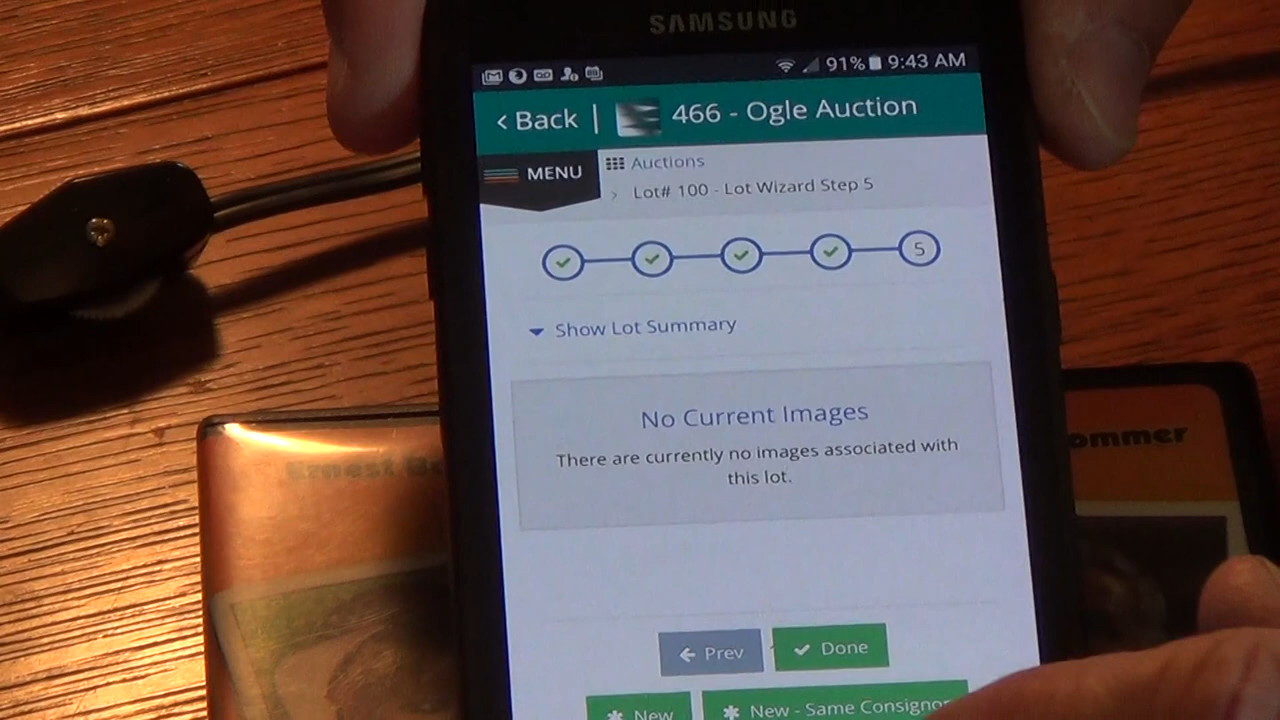 SAMSUNG
91% 9:43 AM
< Back | 466 - Ogle Auction
MENU
Auctions
> Lot# 100 - Lot Wizard Step 5
5
Show Lot Summary
No Current Images
There are currently no images associated with
this lot.
Prev Done
New New - Same Consignor
Ernest
ommer